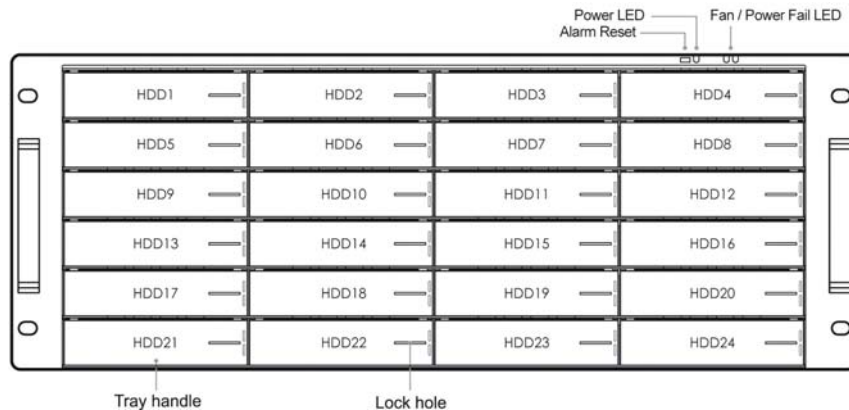 Power LED
Fan / Power Fail LED
Alarm Reset
HDD1 HDD2 HDD3 HDD4
HDD5 HDD6 HDD7 HDD8
HDD9 HDD10 HDD11 HDD12
HDD13 HDD14 HDD15 HDD16
HDD17 HDD18 HDD19 HDD20
HDD21 HDD22 HDD23 HDD24
Tray handle
Lock hole